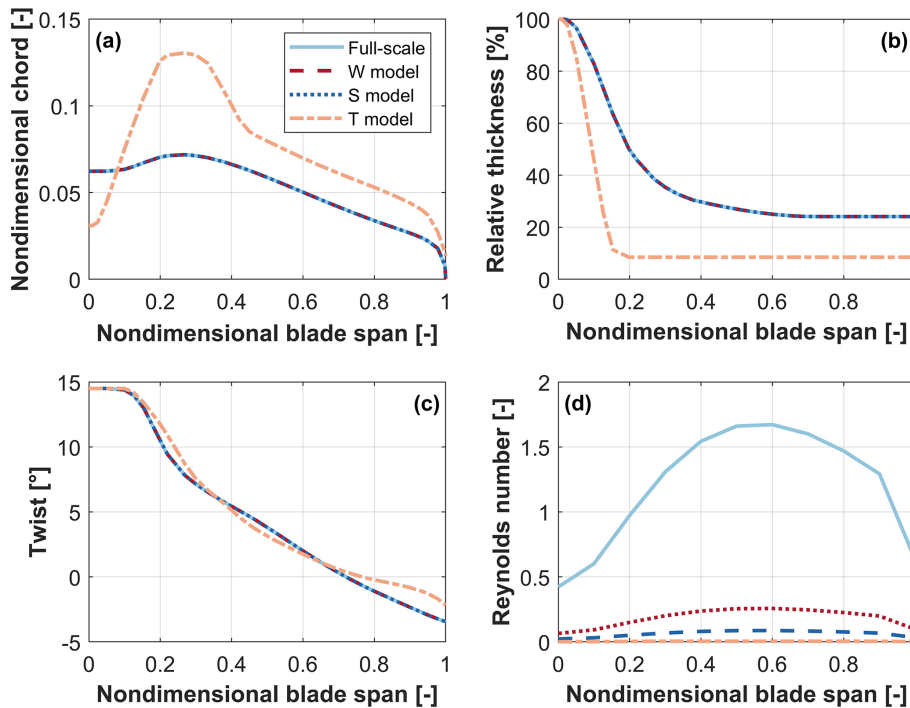 (a)
Nondimensional chord [-]
0.15
0.1
0.05
0
0
0.2
0.4
0.6
0.8
1
Nondimensional blade span [-]
Full-scale
W model
S model
T model
(b)
Relative thickness [%]
100
80
60
40
20
0
0
0.2
0.4
0.6
0.8
Nondimensional blade span [-]
(c)
Twist [°]
15
10
5
0
-5
0
0.2
0.4
0.6
0.8
1
Nondimensional blade span [-]
(d)
Reynolds number [-]
2
1.5
1
0.5
0
0
0.2
0.4
0.6
0.8
Nondimensional blade span [-]